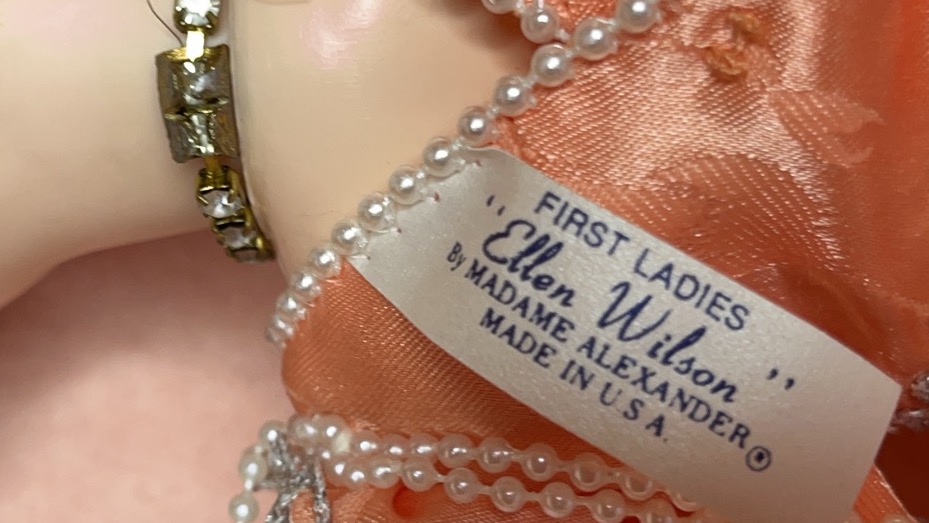 FIRST LADIES
"Ellen Wilson"
By MADAME ALEXANDER®
MADE IN U S A.